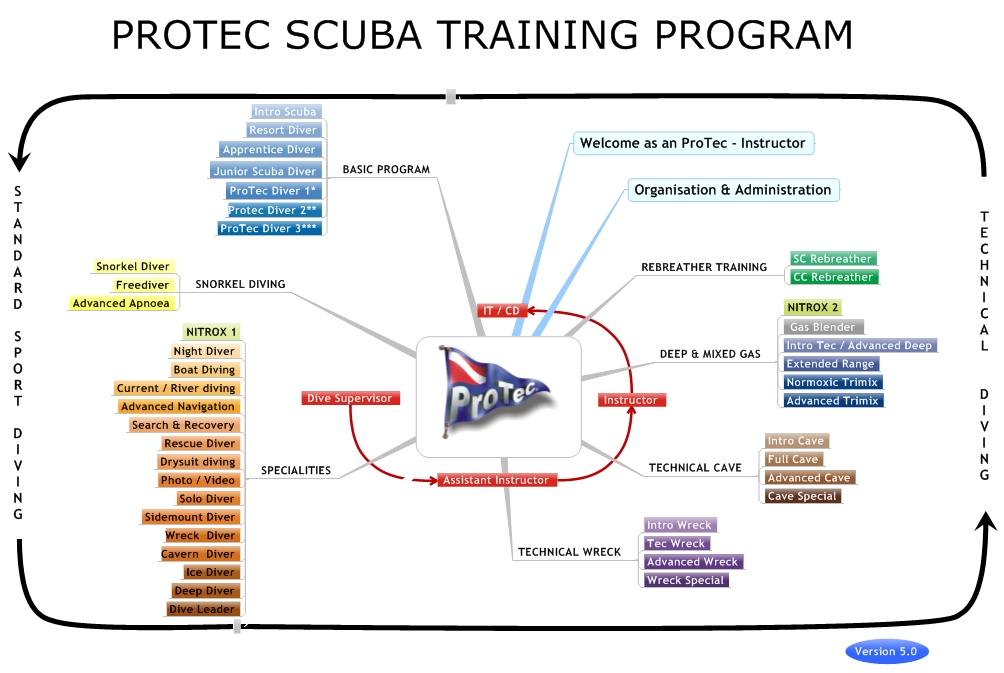 PROTEC SCUBA TRAINING PROGRAM
STANDARD SPORT DIVING
Intro Scuba
Resort Diver
Apprentice Diver
Junior Scuba Diver
ProTec Diver 1*
Protec Diver 2**
ProTec Diver 3***
BASIC PROGRAM
Snorkel Diver
Freediver
Advanced Apnoea
SNORKEL DIVING
NITROX 1
Night Diver
Boat Diving
Current / River diving
Advanced Navigation
Search & Recovery
Rescue Diver
Drysuit diving
Photo / Video
Solo Diver
Sidemount Diver
Wreck Diver
Cavern Diver
Ice Diver
Deep Diver
Dive Leader
SPECIALITIES
Welcome as an ProTec - Instructor
Organisation & Administration
IT / CD
ProTec
Dive Supervisor
Instructor
Assistant Instructor
REBREATHER TRAINING
SC Rebreather
CC Rebreather
DEEP & MIXED GAS
NITROX 2
Gas Blender
Intro Tec / Advanced Deep
Extended Range
Normoxic Trimix
Advanced Trimix
TECHNICAL CAVE
Intro Cave
Full Cave
Advanced Cave
Cave Special
TECHNICAL WRECK
Intro Wreck
Tec Wreck
Advanced Wreck
Wreck Special
TECHNICAL DIVING
Version 5.0